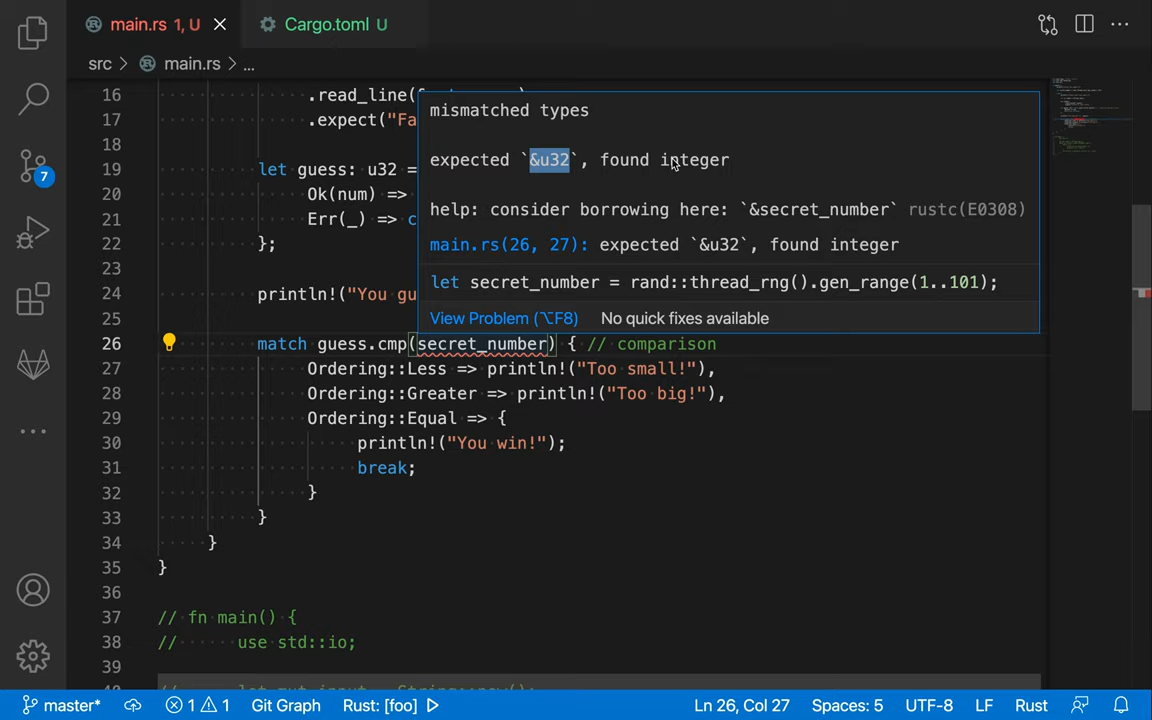 main.rs 1, U
Cargo.toml U
src > main.rs > ...
16 .read_line(
17 .expect("Fa
18
19 let guess: u32 =
20 Ok(num) =>
21 Err(_) => c
22 };
23
24 println!("You gu
25
26 match guess.cmp(secret_number) { // comparison
27 Ordering::Less => println!("Too small!"),
28 Ordering::Greater => println!("Too big!"),
29 Ordering::Equal => {
30 println!("You win!");
31 break;
32 }
33 }
34 }
35 }
36
37 // fn main() {
38 // use std::io;
39
mismatched types
expected `&u32`, found integer
help: consider borrowing here: `&secret_number` rustc(E0308)
main.rs(26, 27): expected `&u32`, found integer
let secret_number = rand::thread_rng().gen_range(1..101);
View Problem (⌥F8) No quick fixes available
7
master* 1 1 Git Graph Rust: [foo] Ln 26, Col 27 Spaces: 5 UTF-8 LF Rust